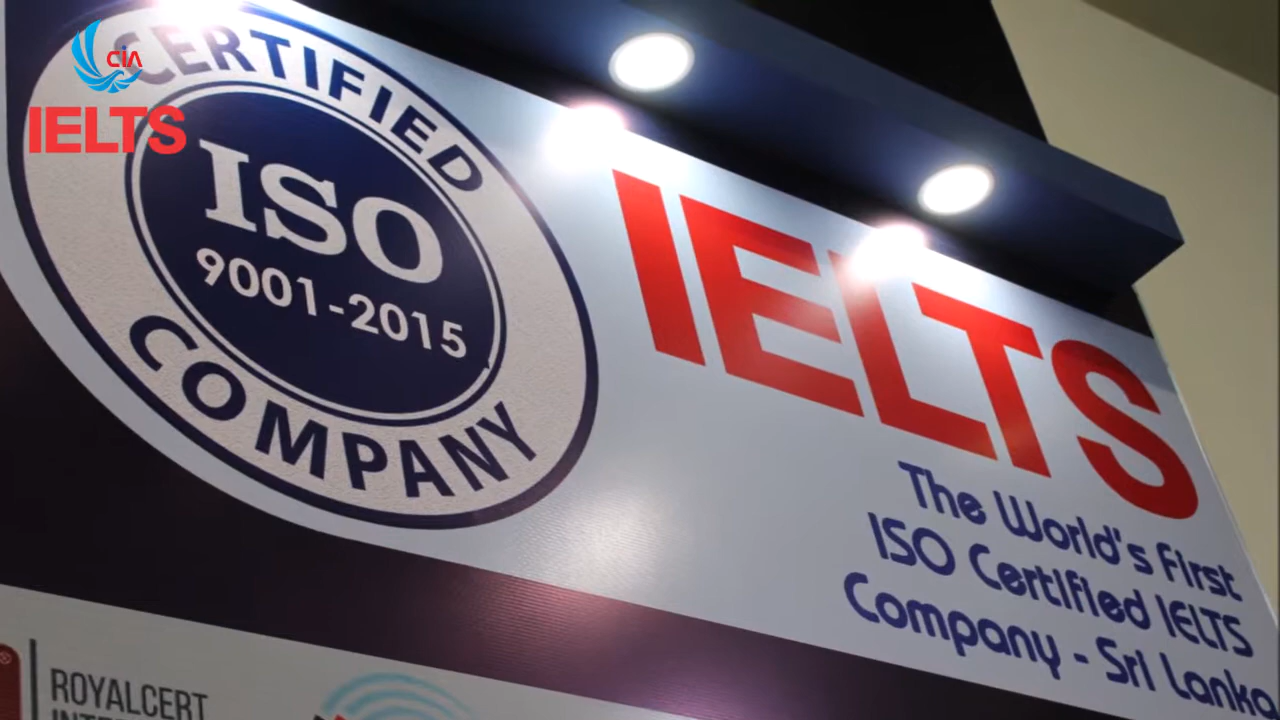 CIA
IELTS
CERTIFIED
ISO
9001-2015
COMPANY
IELTS
The World's First
ISO Certified IELTS
Company - Sri Lanka
ROYALCERT